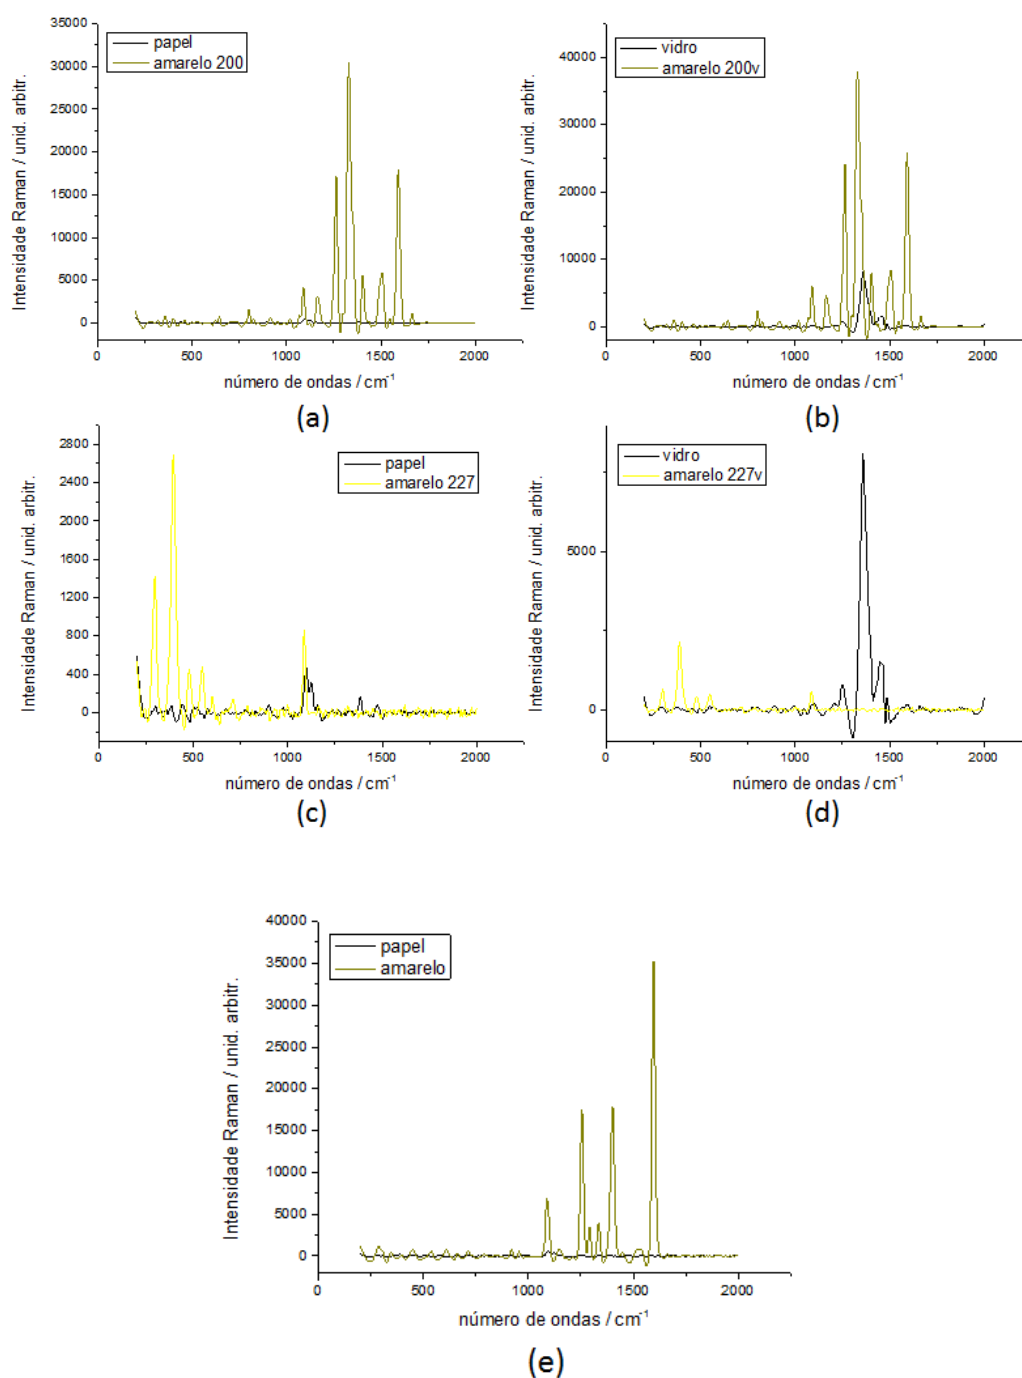 Intensidade Raman / unid. arbitr.
35000
30000
25000
20000
15000
10000
5000
0
papel
amarelo 200
0
500
1000
1500
2000
número de ondas / cm⁻¹
(a)
Intensidade Raman / unid. arbitr.
40000
30000
20000
10000
0
vidro
amarelo 200v
0
500
1000
1500
2000
número de ondas / cm⁻¹
(b)
Intensidade Raman / unid. arbitr.
2800
2400
2000
1600
1200
800
400
0
papel
amarelo 227
0
500
1000
1500
2000
número de ondas / cm⁻¹
(c)
Intensidade Raman / unid. arbitr.
5000
0
vidro
amarelo 227v
0
500
1000
1500
2000
número de ondas / cm⁻¹
(d)
Intensidade Raman / unid. arbitr.
40000
35000
30000
25000
20000
15000
10000
5000
0
papel
amarelo
0
500
1000
1500
2000
número de ondas / cm⁻¹
(e)